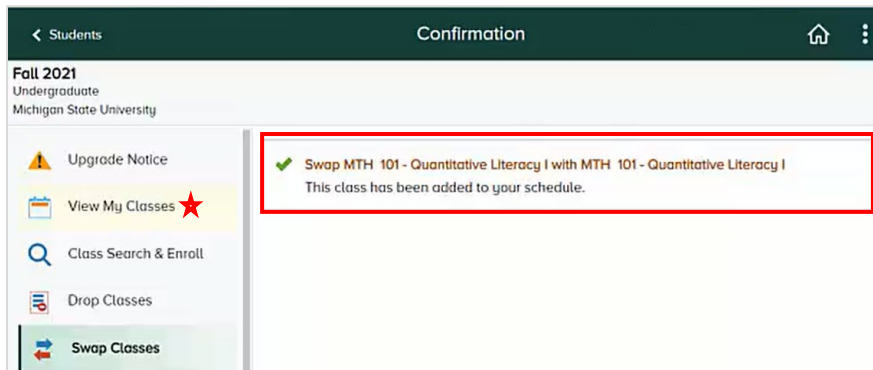 Students
Confirmation
Fall 2021
Undergraduate
Michigan State University
Upgrade Notice
View My Classes
Class Search & Enroll
Drop Classes
Swap Classes
Swap MTH 101 - Quantitative Literacy I with MTH 101 - Quantitative Literacy I
This class has been added to your schedule.